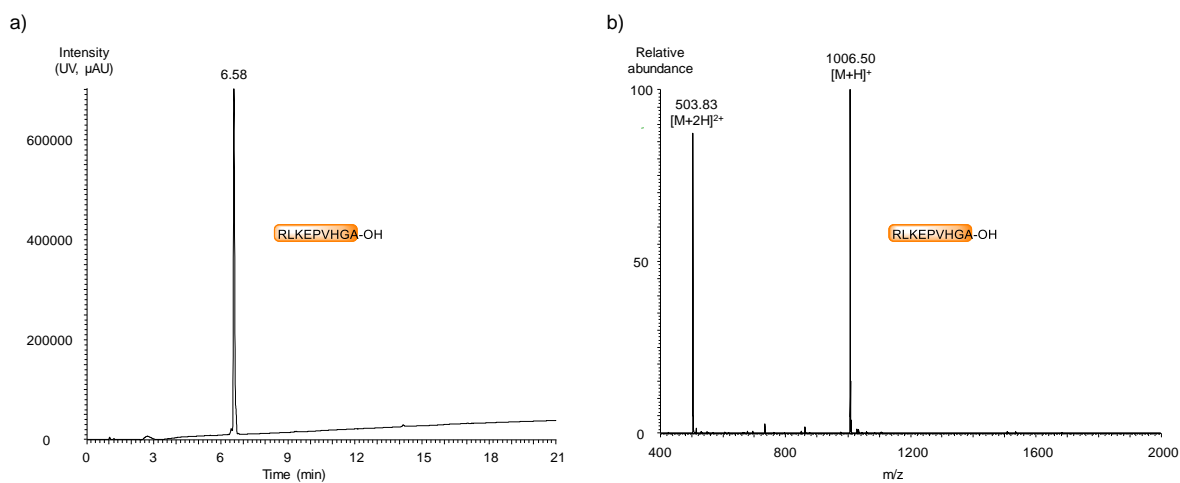 a)
Intensity
(UV, µAU)
6.58
600000
400000
200000
0
RLKEPVHGA-OH
0 3 6 9 12 15 18 21
Time (min)
b)
Relative
abundance
1006.50
[M+H]+
503.83
[M+2H]2+
100
50
0
RLKEPVHGA-OH
400 800 1200 1600 2000
m/z